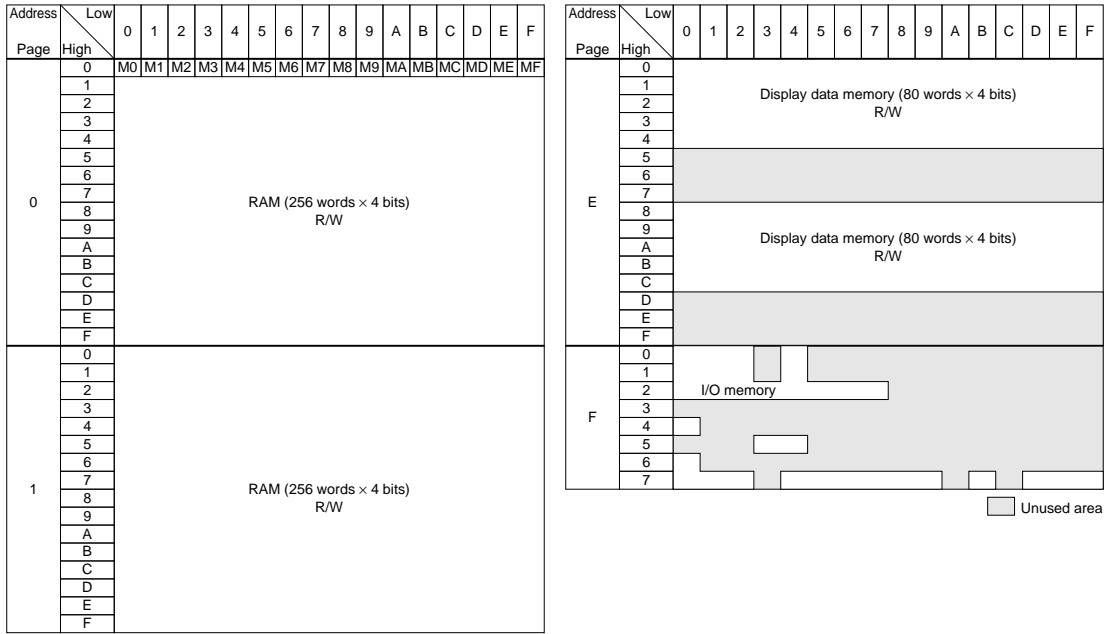 Address Low
Page High 0 1 2 3 4 5 6 7 8 9 A B C D E F
0 M0 M1 M2 M3 M4 M5 M6 M7 M8 M9 MA MB MC MD ME MF
1
2
3
4
5
6
7
0
8
9
A
B
C
D
E
F
RAM (256 words × 4 bits)
R/W
0
1
2
3
4
5
6
7
1
8
9
A
B
C
D
E
F
RAM (256 words × 4 bits)
R/W
Address Low
Page High 0 1 2 3 4 5 6 7 8 9 A B C D E F
0
1
2
3
4
5
6
7
E
8
9
A
B
C
D
E
F
Display data memory (80 words × 4 bits)
R/W
Display data memory (80 words × 4 bits)
R/W
0
1
2 I/O memory
3
F
4
5
6
7
Unused area